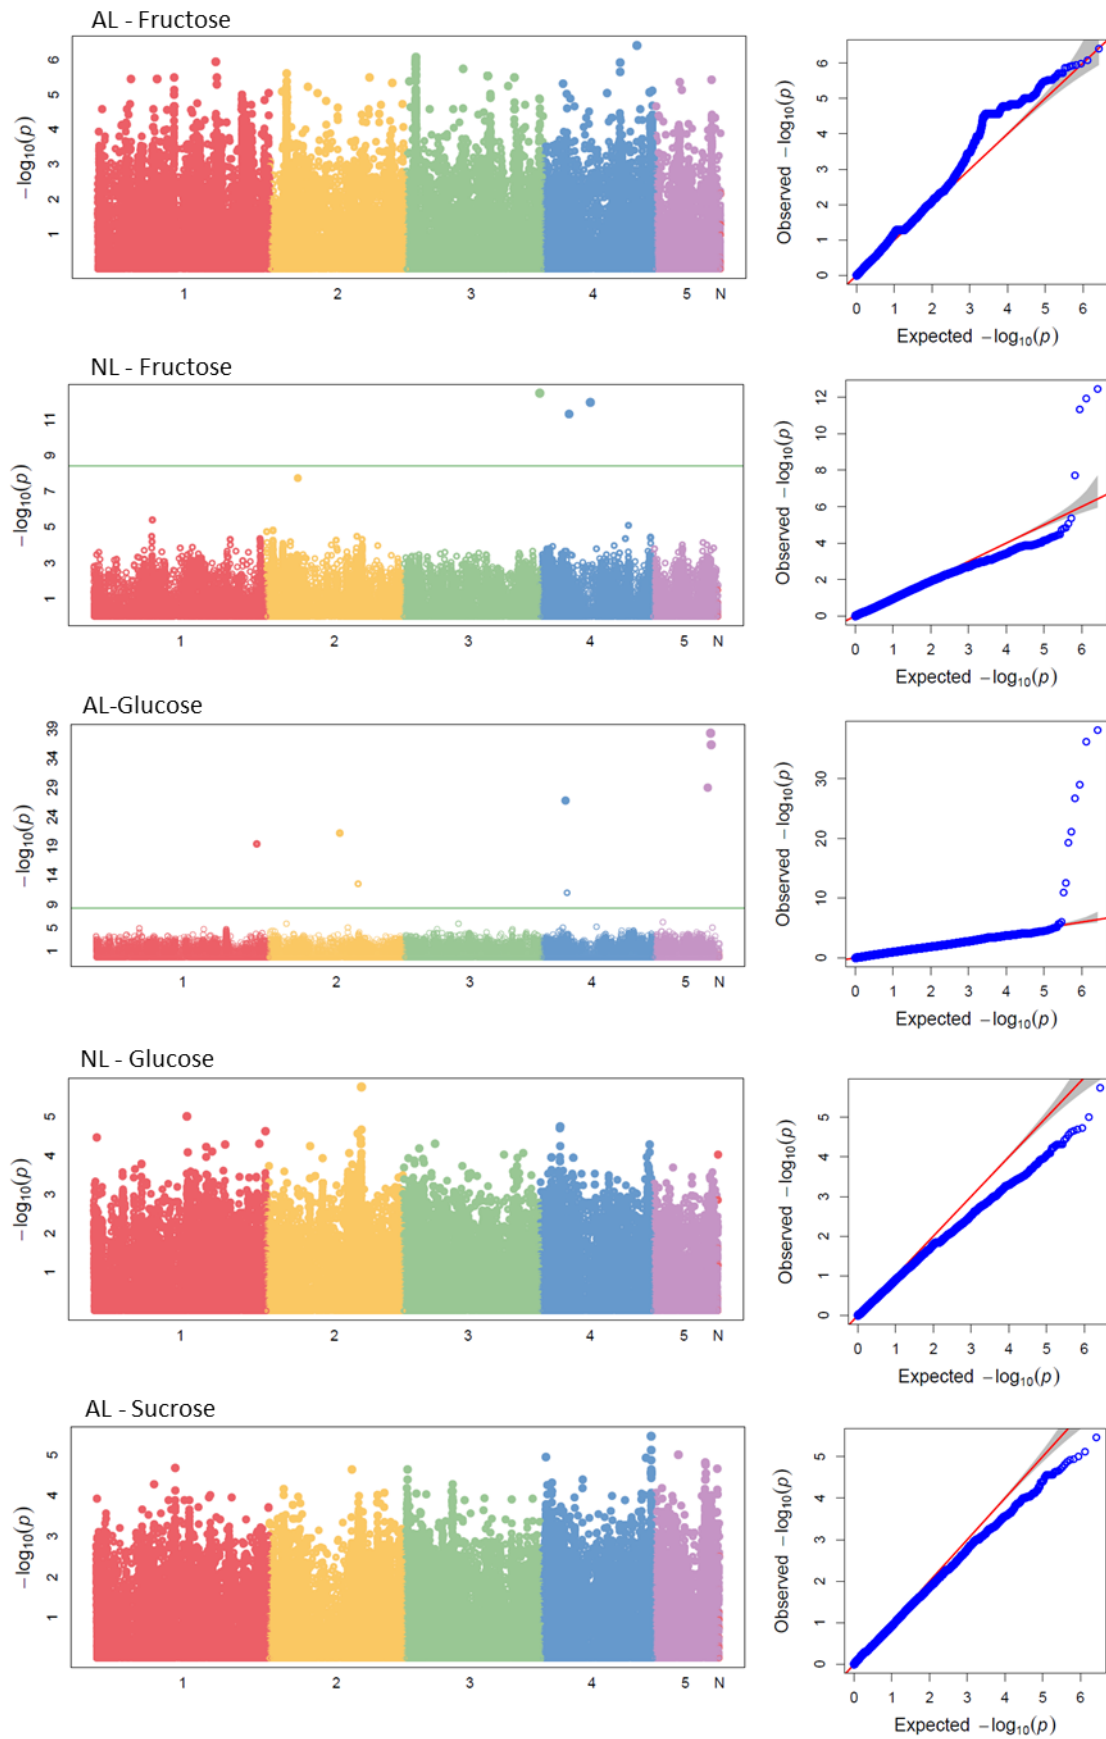 AL - Fructose
−log10(p)
6
5
4
3
2
1
1 2 3 4 5 N
Observed −log10(p)
6
5
4
3
2
1
0
0 1 2 3 4 5 6
Expected −log10(p)
NL - Fructose
−log10(p)
11
9
7
5
3
1
1 2 3 4 5 N
Observed −log10(p)
12
10
8
6
4
2
0
0 1 2 3 4 5 6
Expected −log10(p)
AL-Glucose
−log10(p)
39
34
29
24
19
14
9
5
1
1 2 3 4 5 N
Observed −log10(p)
30
20
10
0
0 1 2 3 4 5 6
Expected −log10(p)
NL - Glucose
−log10(p)
5
4
3
2
1
1 2 3 4 5 N
Observed −log10(p)
5
4
3
2
1
0
0 1 2 3 4 5 6
Expected −log10(p)
AL - Sucrose
−log10(p)
5
4
3
2
1
1 2 3 4 5 N
Observed −log10(p)
5
4
3
2
1
0
0 1 2 3 4 5 6
Expected −log10(p)